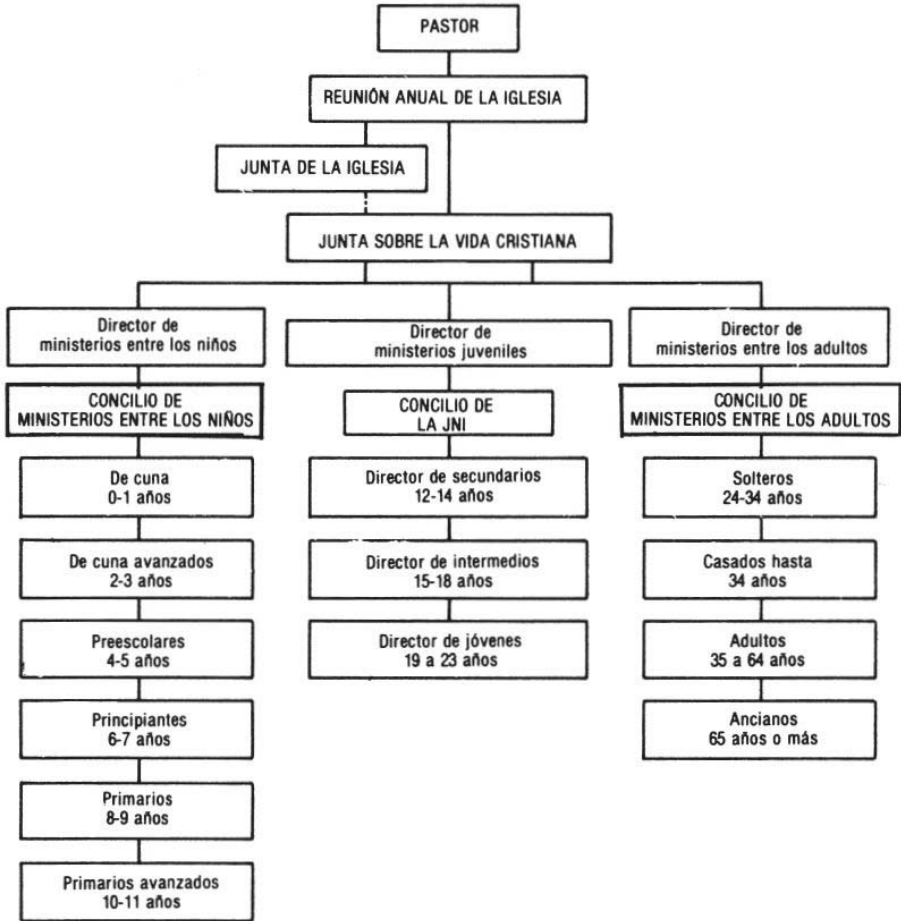 PASTOR
REUNIÓN ANUAL DE LA IGLESIA
JUNTA DE LA IGLESIA
JUNTA SOBRE LA VIDA CRISTIANA
Director de
ministerios entre los niños
CONCILIO DE
MINISTERIOS ENTRE LOS NIÑOS
De cuna
0-1 años
De cuna avanzados
2-3 años
Preescolares
4-5 años
Principiantes
6-7 años
Primarios
8-9 años
Primarios avanzados
10-11 años
Director de
ministerios juveniles
CONCILIO DE
LA JNI
Director de secundarios
12-14 años
Director de intermedios
15-18 años
Director de jóvenes
19 a 23 años
Director de
ministerios entre los adultos
CONCILIO DE
MINISTERIOS ENTRE LOS ADULTOS
Solteros
24-34 años
Casados hasta
34 años
Adultos
35 a 64 años
Ancianos
65 años o más